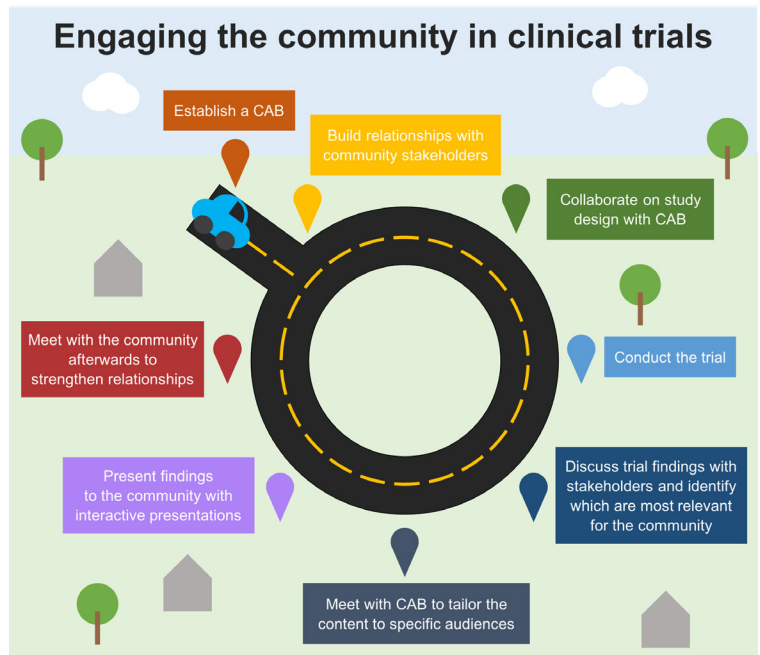 Engaging the community in clinical trials
Establish a CAB
Build relationships with
community stakeholders
Collaborate on study
design with CAB
Conduct the trial
Discuss trial findings with
stakeholders and identify
which are most relevant
for the community
Meet with CAB to tailor the
content to specific audiences
Present findings
to the community with
interactive presentations
Meet with the community
afterwards to
strengthen relationships